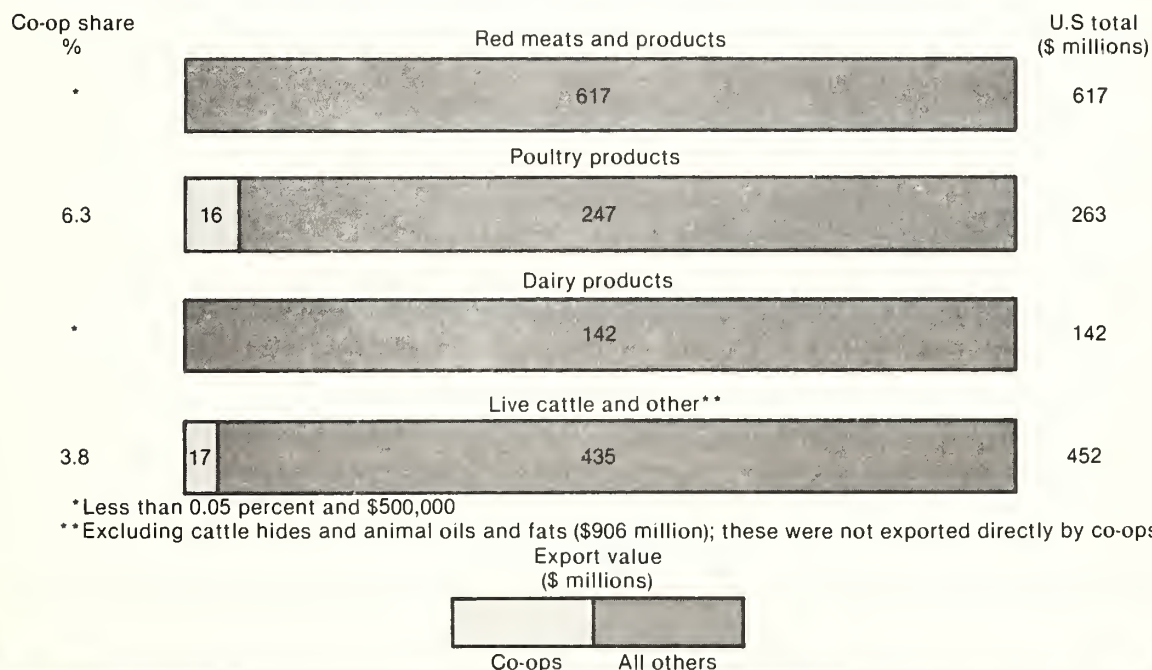 Co-op share
%
U.S total
($ millions)
Red meats and products
*
617
617
Poultry products
6.3
16
247
263
Dairy products
*
142
142
Live cattle and other**
3.8
17
435
452
*Less than 0.05 percent and $500,000
**Excluding cattle hides and animal oils and fats ($906 million); these were not exported directly by co-ops
Export value
($ millions)
Co-ops
All others